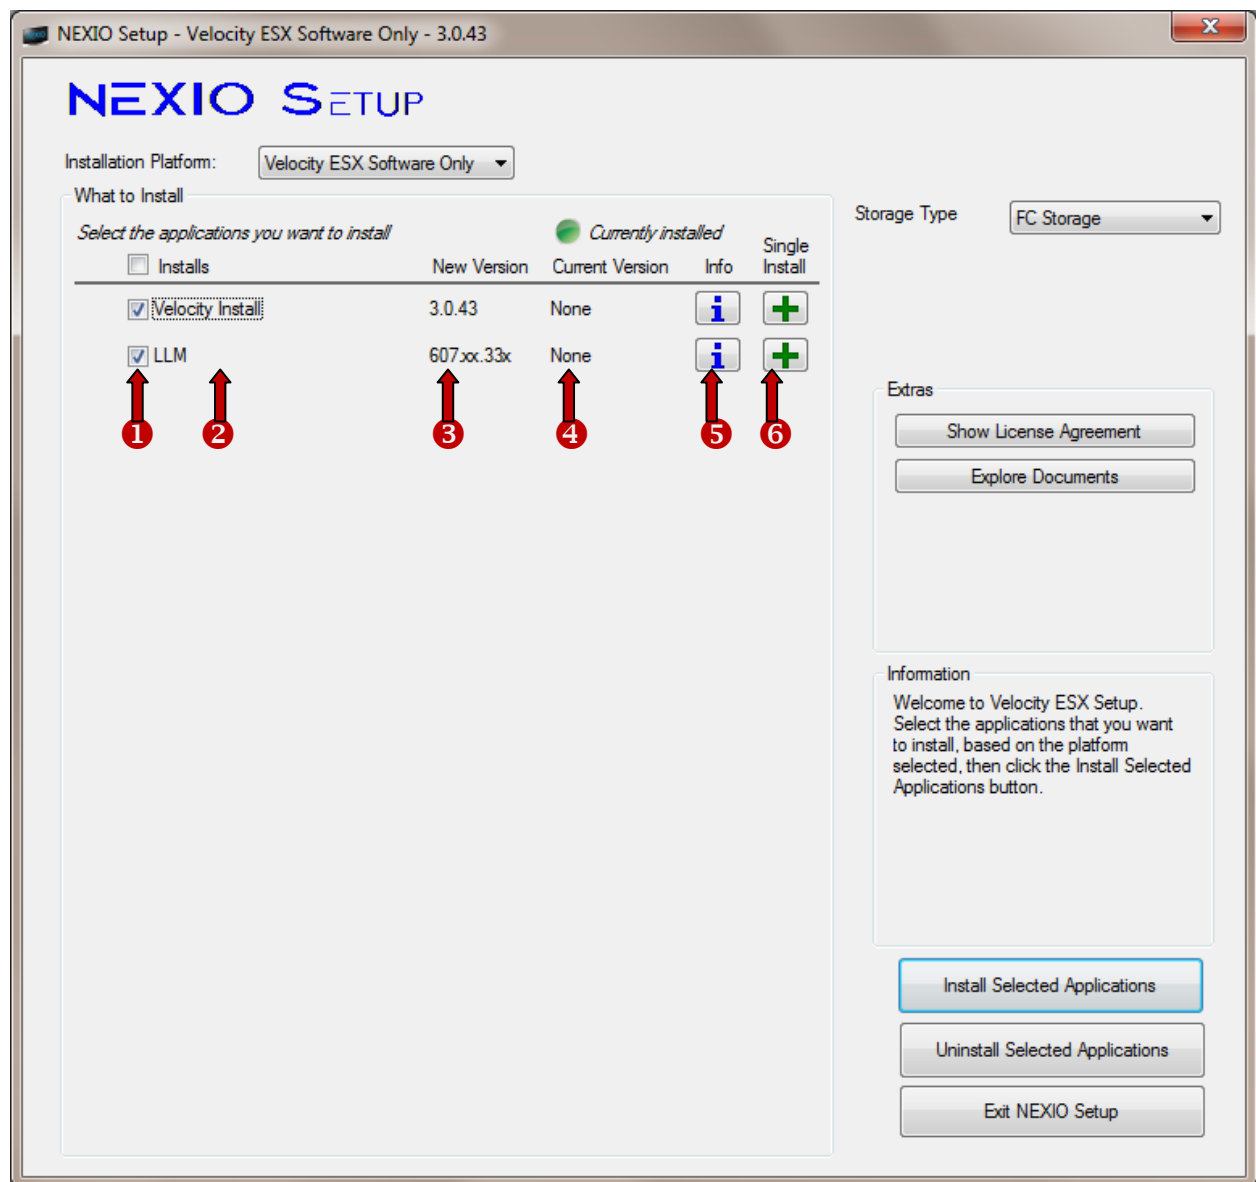 NEXIO Setup - Velocity ESX Software Only - 3.0.43
NEXIO SETUP
Installation Platform: Velocity ESX Software Only
What to Install
Select the applications you want to install
Currently installed
Installs New Version Current Version Info Single Install
Velocity Install 3.0.43 None i
LLM 607.xx.33x None i
1 2 3 4 5 6
Storage Type FC Storage
Extras
Show License Agreement
Explore Documents
Information
Welcome to Velocity ESX Setup.
Select the applications that you want
to install, based on the platform
selected, then click the Install Selected
Applications button.
Install Selected Applications
Uninstall Selected Applications
Exit NEXIO Setup